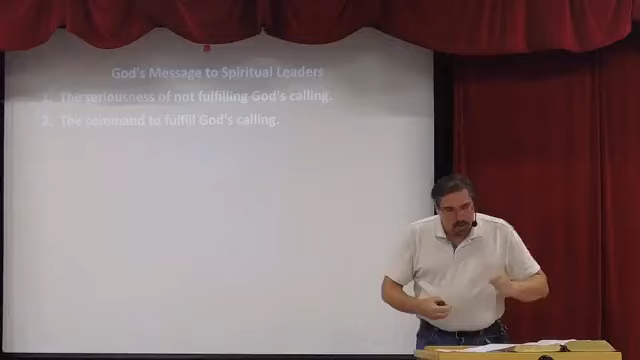 God's Message to Spiritual Leaders
1. The seriousness of not fulfilling God's calling.
2. The command to fulfill God's calling.